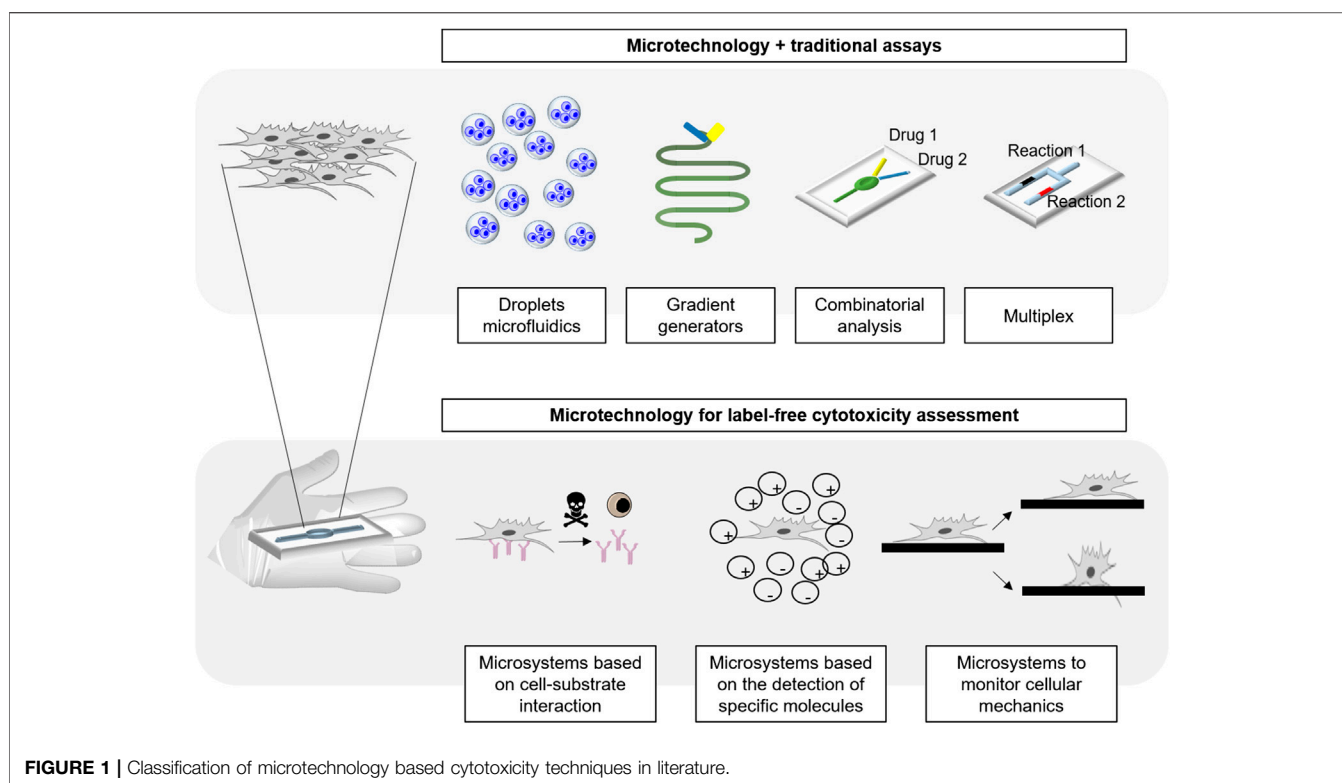 Microtechnology + traditional assays
Drug 1
Drug 2
Reaction 1
Reaction 2
Droplets
microfluidics
Gradient
generators
Combinatorial
analysis
Multiplex
Microtechnology for label-free cytotoxicity assessment
+
+
+
-
-
+
-
+
-
+
+
-
-
Microsystems based
on cell-substrate
interaction
Microsystems based
on the detection of
specific molecules
Microsystems to
monitor cellular
mechanics
FIGURE 1 | Classification of microtechnology based cytotoxicity techniques in literature.